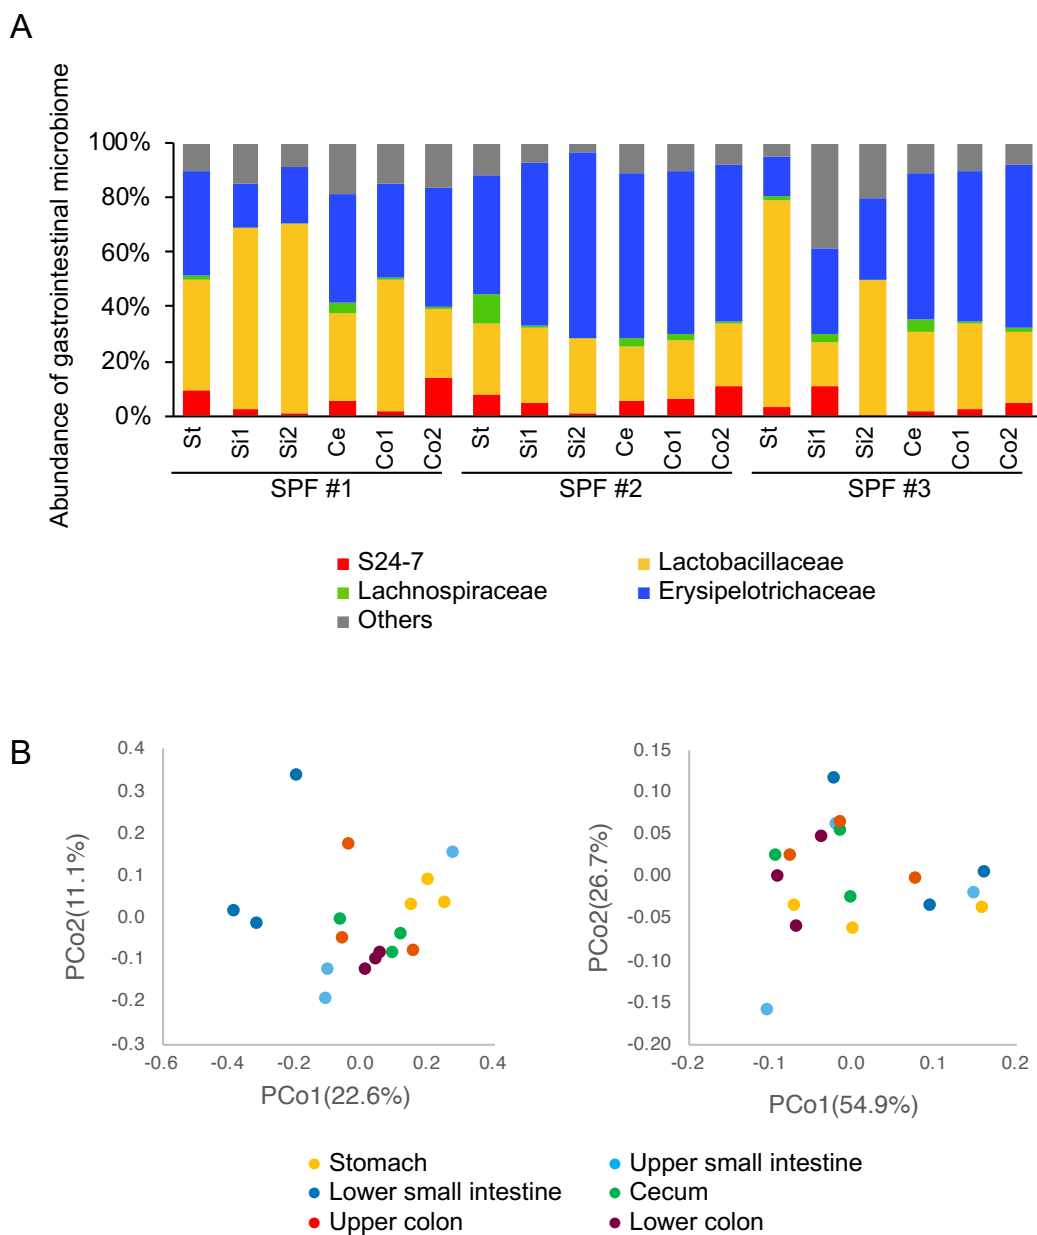 A
Abundance of gastrointestinal microbiome
100%
80%
60%
40%
20%
0%
St Si1 Si2 Ce Co1 Co2 St Si1 Si2 Ce Co1 Co2 St Si1 Si2 Ce Co1 Co2
SPF #1 SPF #2 SPF #3
S24-7 Lactobacillaceae
Lachnospiraceae Erysipelotrichaceae
Others
B
PCo2(11.1%)
0.4
0.3
0.2
0.1
0.0
-0.1
-0.2
-0.3
-0.6 -0.4 -0.2 0.0 0.2 0.4
PCo1(22.6%)
PCo2(26.7%)
0.15
0.10
0.05
0.00
-0.05
-0.10
-0.15
-0.20
-0.2 -0.1 0.0 0.1 0.2
PCo1(54.9%)
Stomach Upper small intestine
Lower small intestine Cecum
Upper colon Lower colon